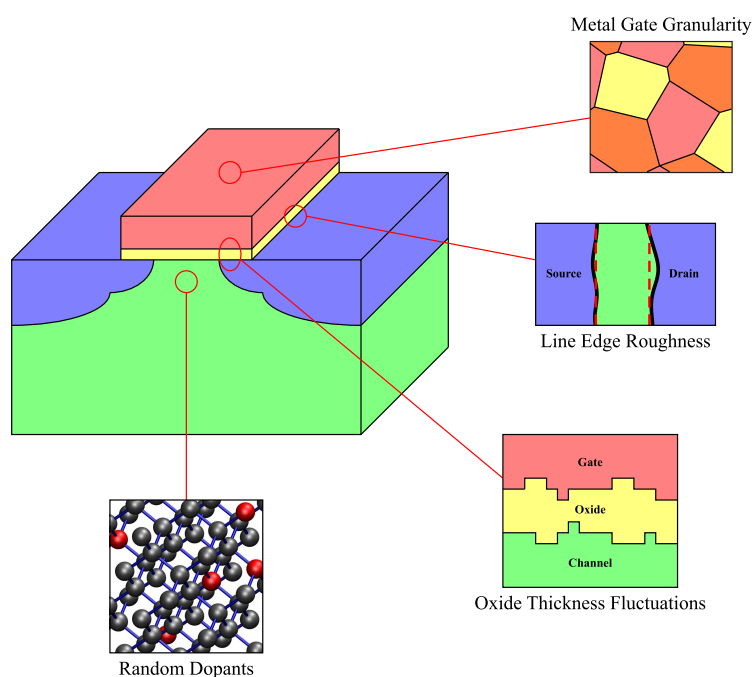 Metal Gate Granularity
Source
Drain
Line Edge Roughness
Gate
Oxide
Channel
Oxide Thickness Fluctuations
Random Dopants